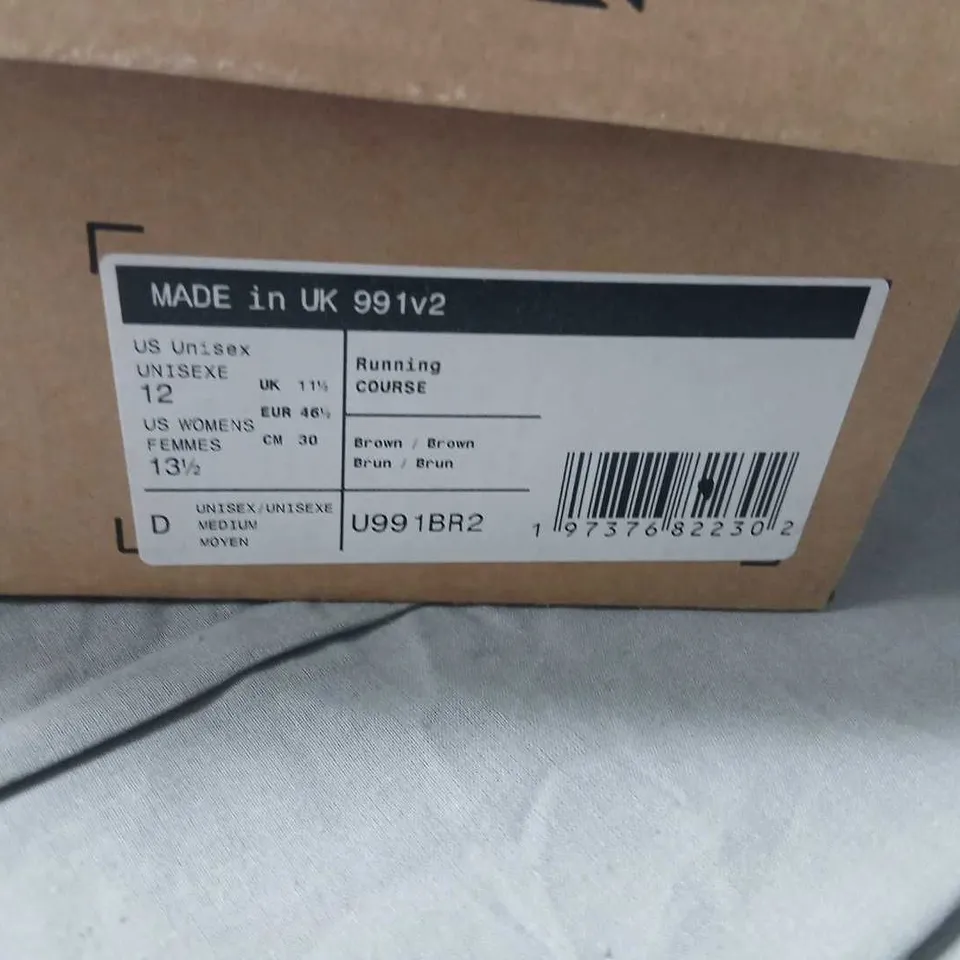 MADE in UK 991v2
US Unisex
UNISEXE
12
US WOMENS
FEMMES
13½
UK 11½
EUR 46½
CM 30
Running
COURSE
Brown / Brown
Brun / Brun
D
UNISEX/UNISEXE
MEDIUM
MOYEN
U991BR2
1 97376 82230 2